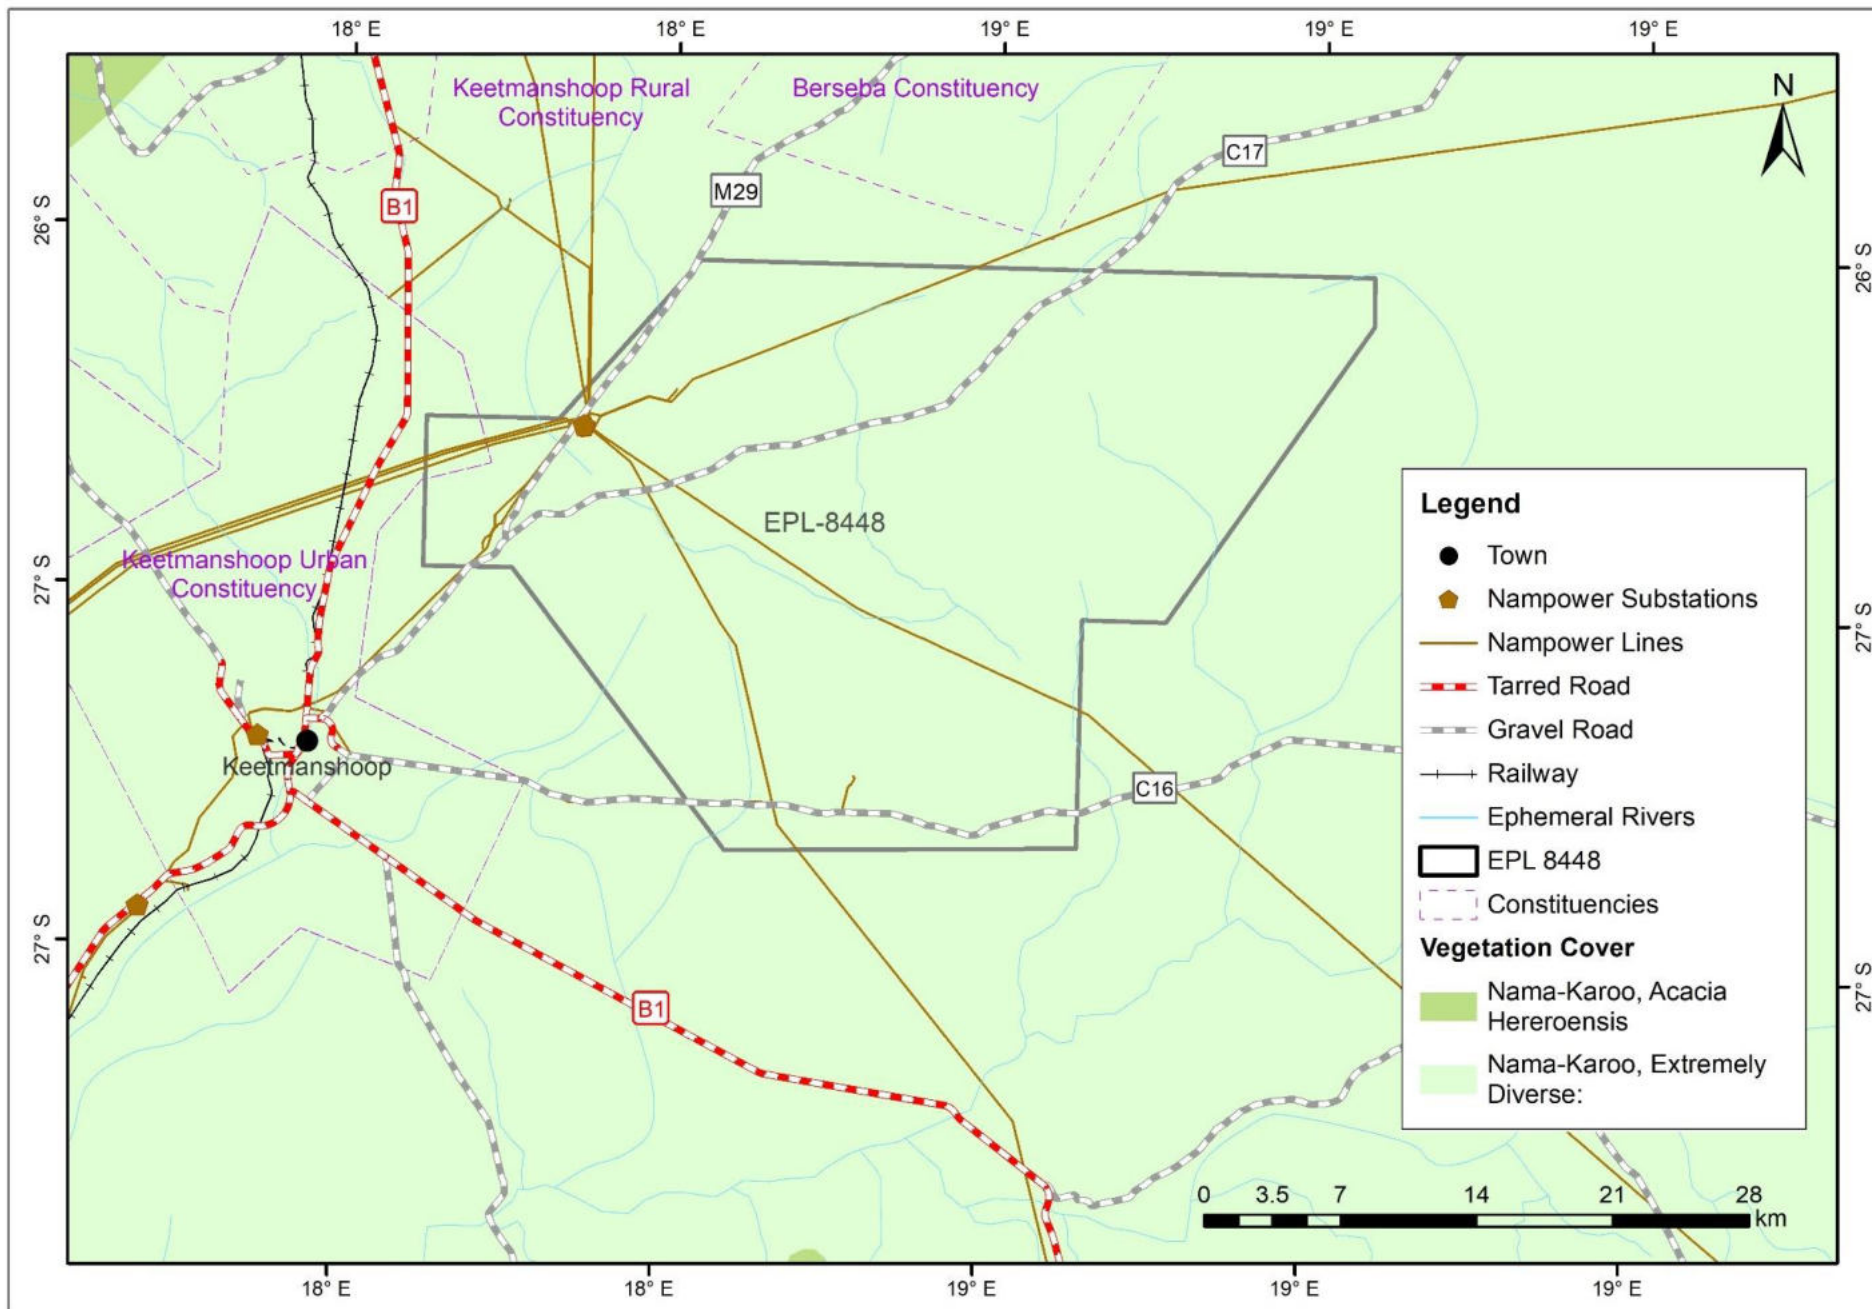 18° E 18° E 19° E 19° E 19° E
N
Keetmanshoop Rural
Constituency
Berseba Constituency
C17
M29
B1
26° S
26° S
EPL-8448
Keetmanshoop Urban
Constituency
27° S
27° S
Keetmanshoop
C16
27° S
27° S
B1
Legend
Town
Nampower Substations
Nampower Lines
Tarred Road
Gravel Road
Railway
Ephemeral Rivers
EPL 8448
Constituencies
Vegetation Cover
Nama-Karoo, Acacia
Hereroensis
Nama-Karoo, Extremely
Diverse:
0 3.5 7 14 21 28
km
18° E 18° E 19° E 19° E 19° E